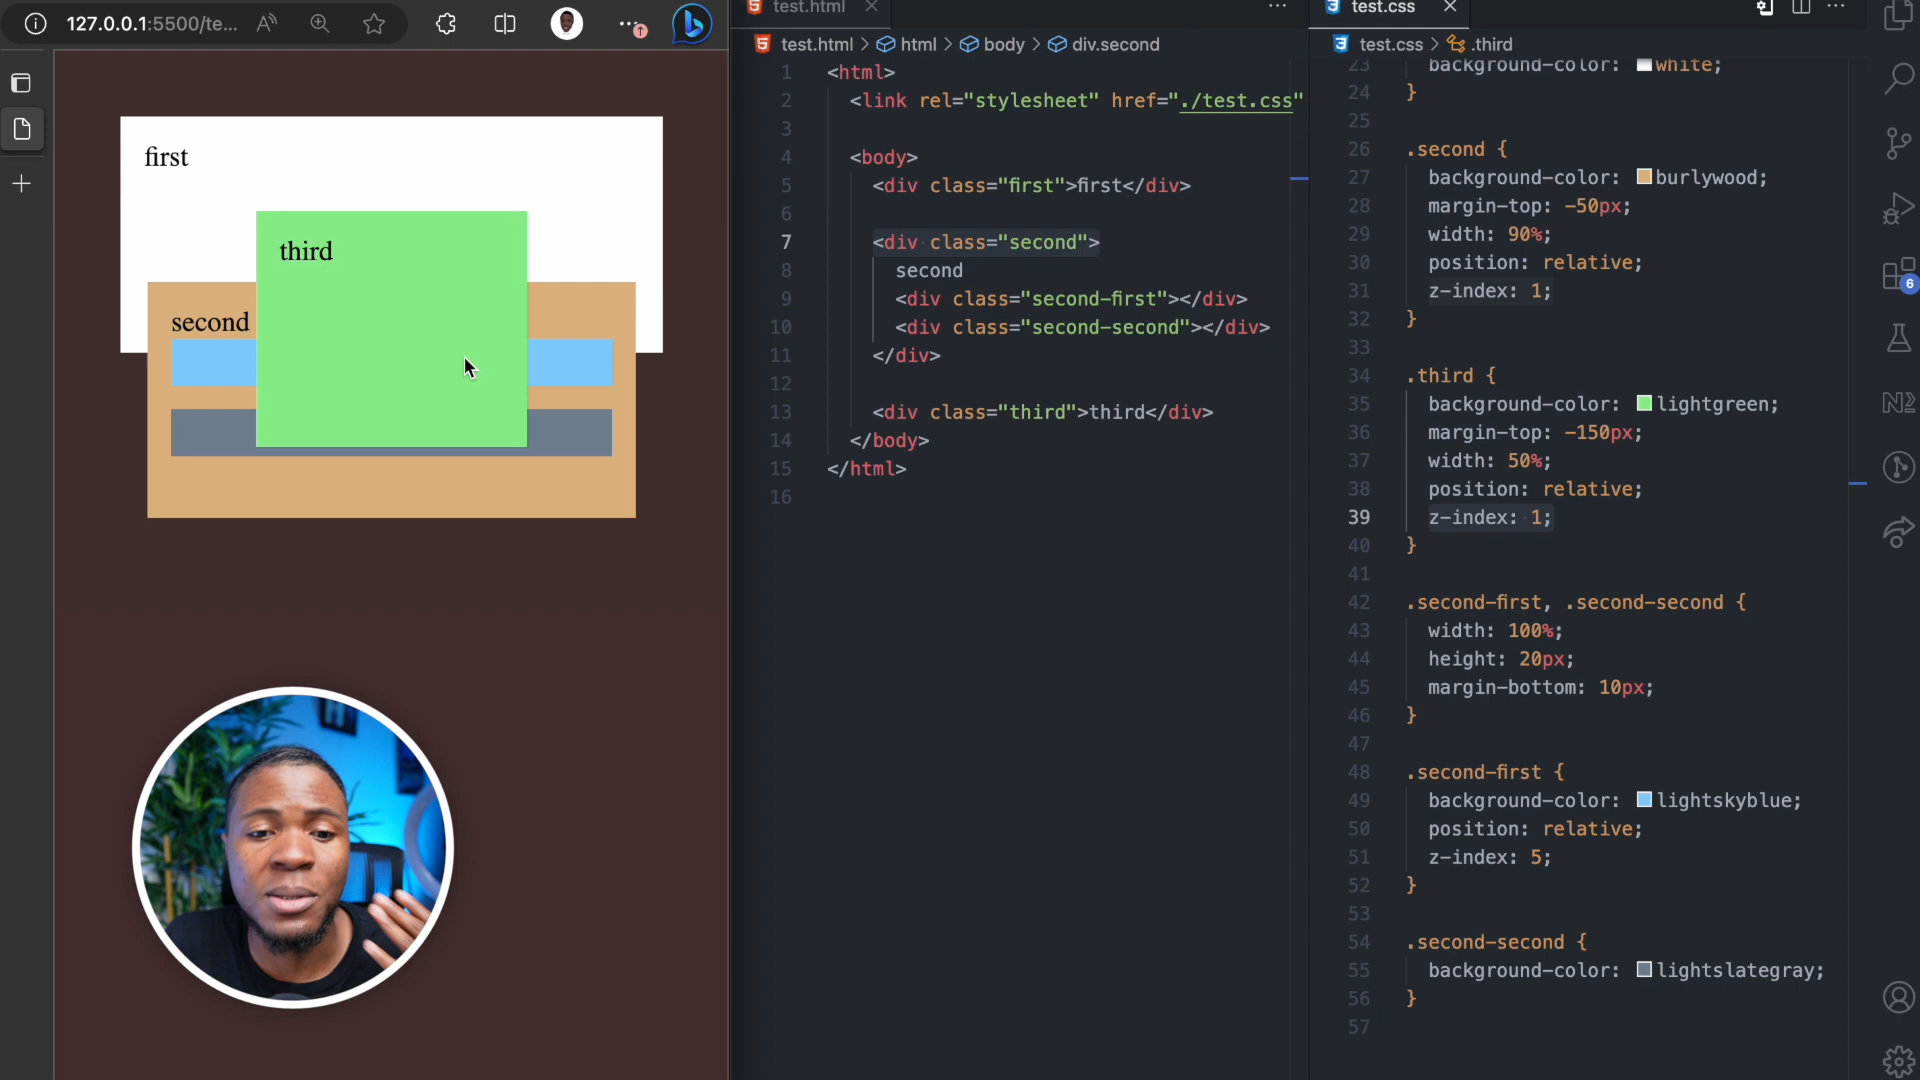 127.0.0.1:5500/te...
first
third
second
test.html
test.html > html > body > div.second
1 <html>
2 <link rel="stylesheet" href="./test.css"
3
4 <body>
5 <div class="first">first</div>
6
7 <div class="second">
8 second
9 <div class="second-first"></div>
10 <div class="second-second"></div>
11 </div>
12
13 <div class="third">third</div>
14 </body>
15 </html>
16
test.css
test.css > .third
23 background-color: white;
24 }
25
26 .second {
27 background-color: burlywood;
28 margin-top: -50px;
29 width: 90%;
30 position: relative;
31 z-index: 1;
32 }
33
34 .third {
35 background-color: lightgreen;
36 margin-top: -150px;
37 width: 50%;
38 position: relative;
39 z-index: 1;
40 }
41
42 .second-first, .second-second {
43 width: 100%;
44 height: 20px;
45 margin-bottom: 10px;
46 }
47
48 .second-first {
49 background-color: lightskyblue;
50 position: relative;
51 z-index: 5;
52 }
53
54 .second-second {
55 background-color: lightslategray;
56 }
57
6